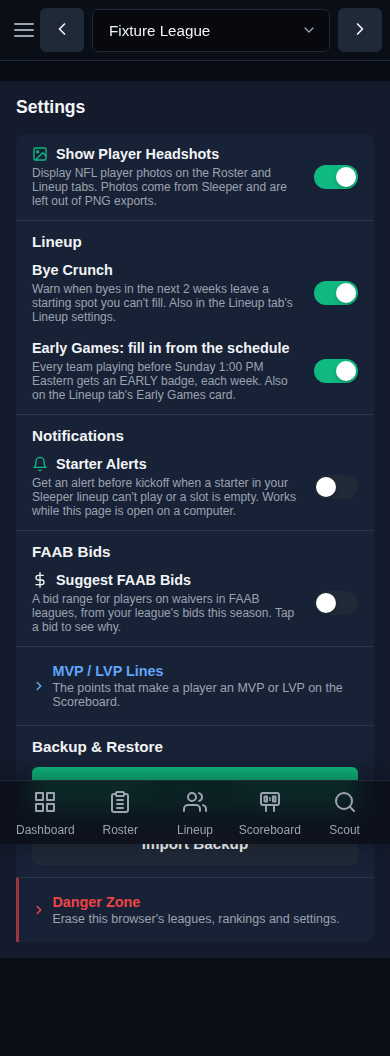 Fixture League
Settings
Show Player Headshots
Display NFL player photos on the Roster and
Lineup tabs. Photos come from Sleeper and are
left out of PNG exports.
Lineup
Bye Crunch
Warn when byes in the next 2 weeks leave a
starting spot you can't fill. Also in the Lineup tab's
Lineup settings.
Early Games: fill in from the schedule
Every team playing before Sunday 1:00 PM
Eastern gets an EARLY badge, each week. Also
on the Lineup tab's Early Games card.
Notifications
Starter Alerts
Get an alert before kickoff when a starter in your
Sleeper lineup can't play or a slot is empty. Works
while this page is open on a computer.
FAAB Bids
Suggest FAAB Bids
A bid range for players on waivers in FAAB
leagues, from your league's bids this season. Tap
a bid to see why.
MVP / LVP Lines
The points that make a player an MVP or LVP on the
Scoreboard.
Backup & Restore
Dashboard Roster Lineup Scoreboard Scout
Import Backup
Danger Zone
Erase this browser's leagues, rankings and settings.